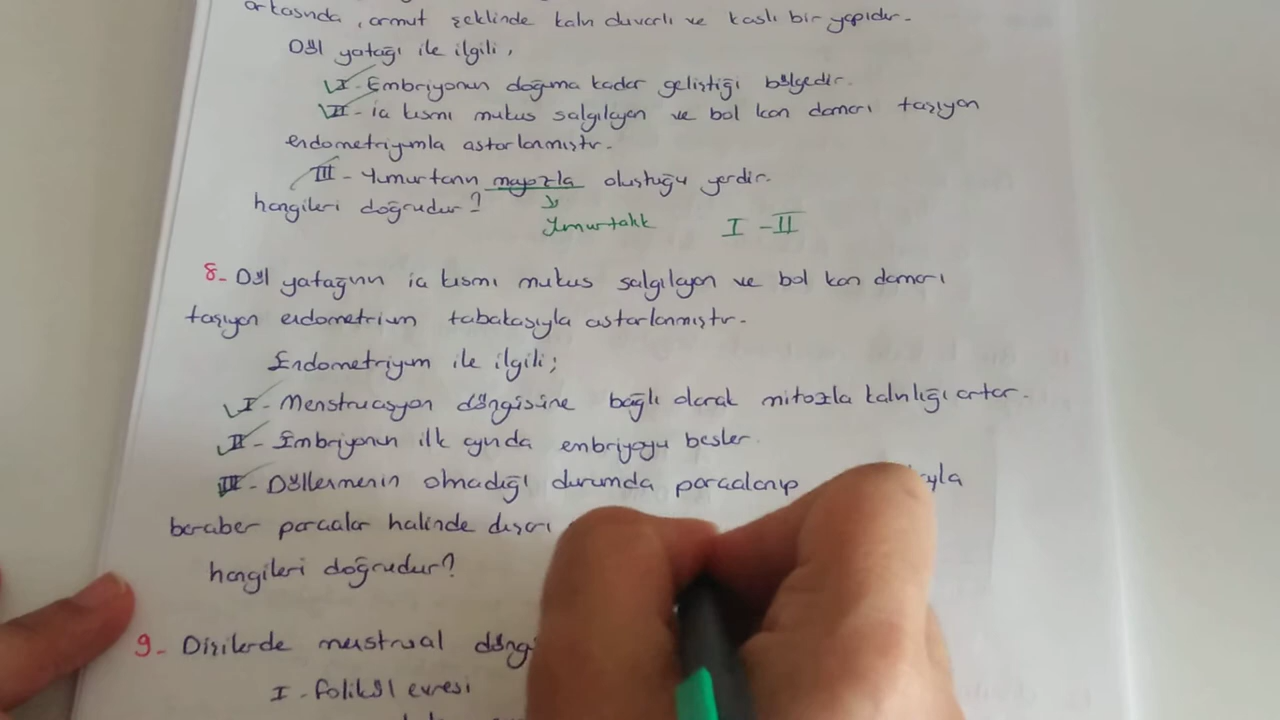 arkasında, armut şeklinde kalın duvarlı ve kaslı bir yapıdır.
Döl yatağı ile ilgili,
I - Embriyonun doğuma kadar geliştiği bölgedir.
II - iç kısmı mukus salgılayan ve bol kan damarı taşıyan
endometriyumla astarlanmıştır.
III - Yumurtanın mayozla oluştuğu yerdir.
hangileri doğrudur?
Yumurtalık
I - II
8- Döl yatağının iç kısmı mukus salgılayan ve bol kan damarı
taşıyan endometrium tabakasıyla astarlanmıştır.
Endometriyum ile ilgili;
I - Menstruasyon döngüsüne bağlı olarak mitozla kalınlığı artar.
II - Embriyonun ilk ayında embriyoyu besler.
III - Döllenmenin olmadığı durumda parçalanıp
beraber parçalar halinde dışarı
hangileri doğrudur?
9- Dişilerde menstrual
I - folikül evresi